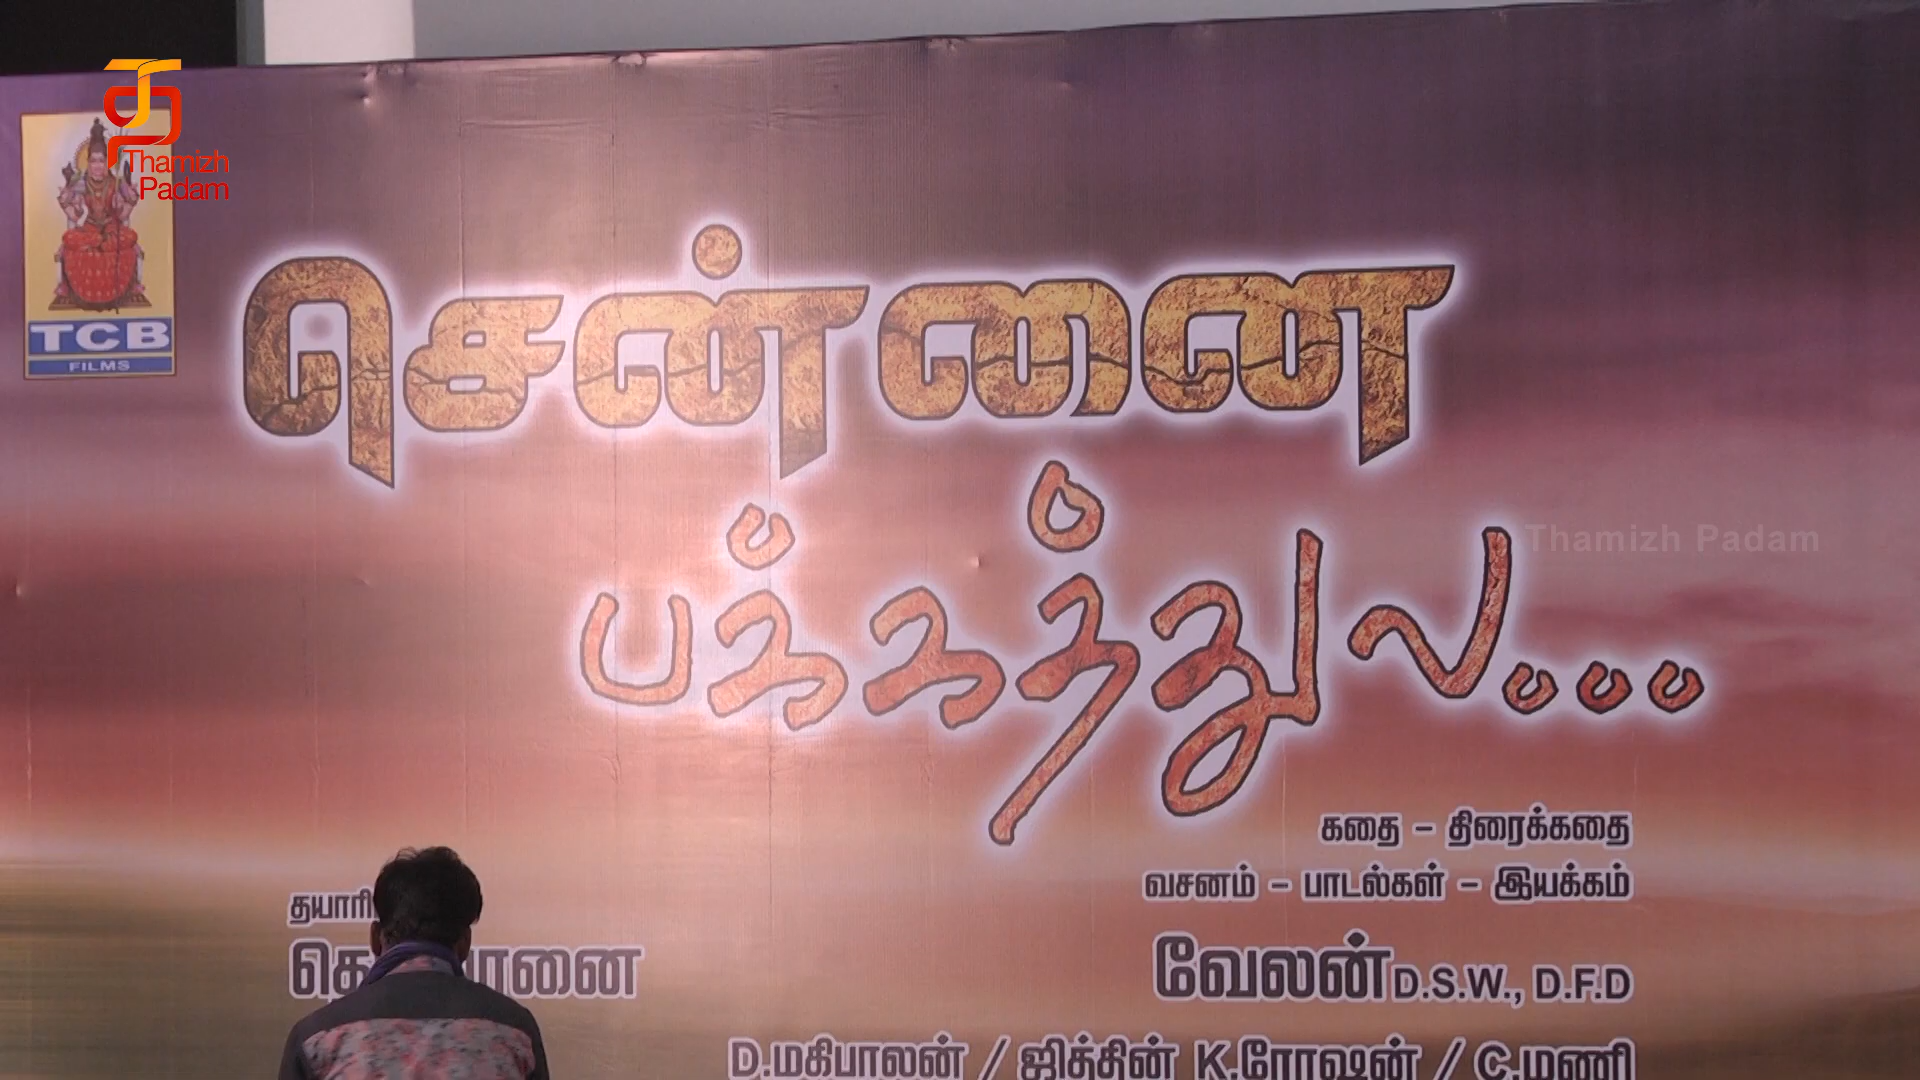 Thamizh
Padam
TCB
FILMS
சென்னை
பக்கத்துல...
Thamizh Padam
கதை - திரைக்கதை
வசனம் - பாடல்கள் - இயக்கம்
வேலன் D.S.W., D.F.D
D.மகிபாலன் / ஜித்தின் K.ரோஷன் / C.மணி